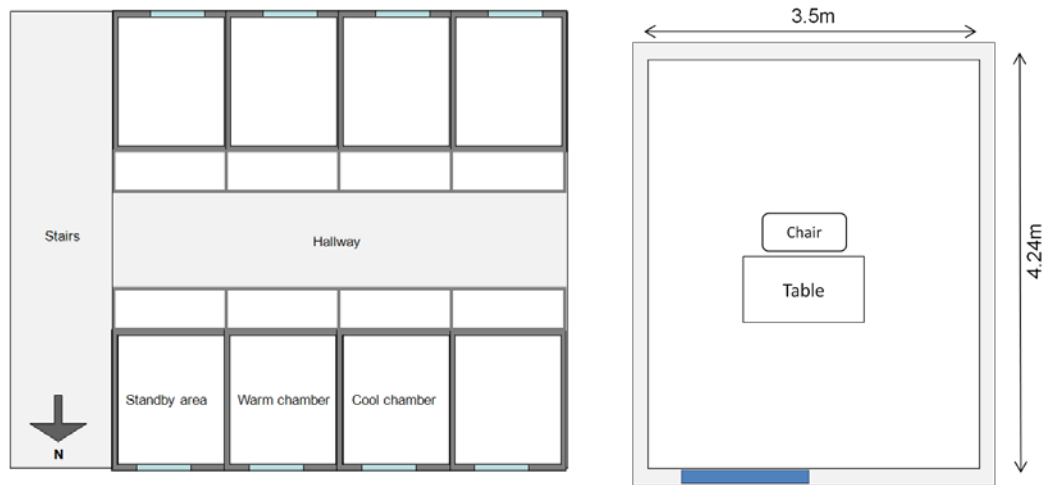 Stairs
Hallway
Standby area
Warm chamber
Cool chamber
N
3.5m
4.24m
Chair
Table